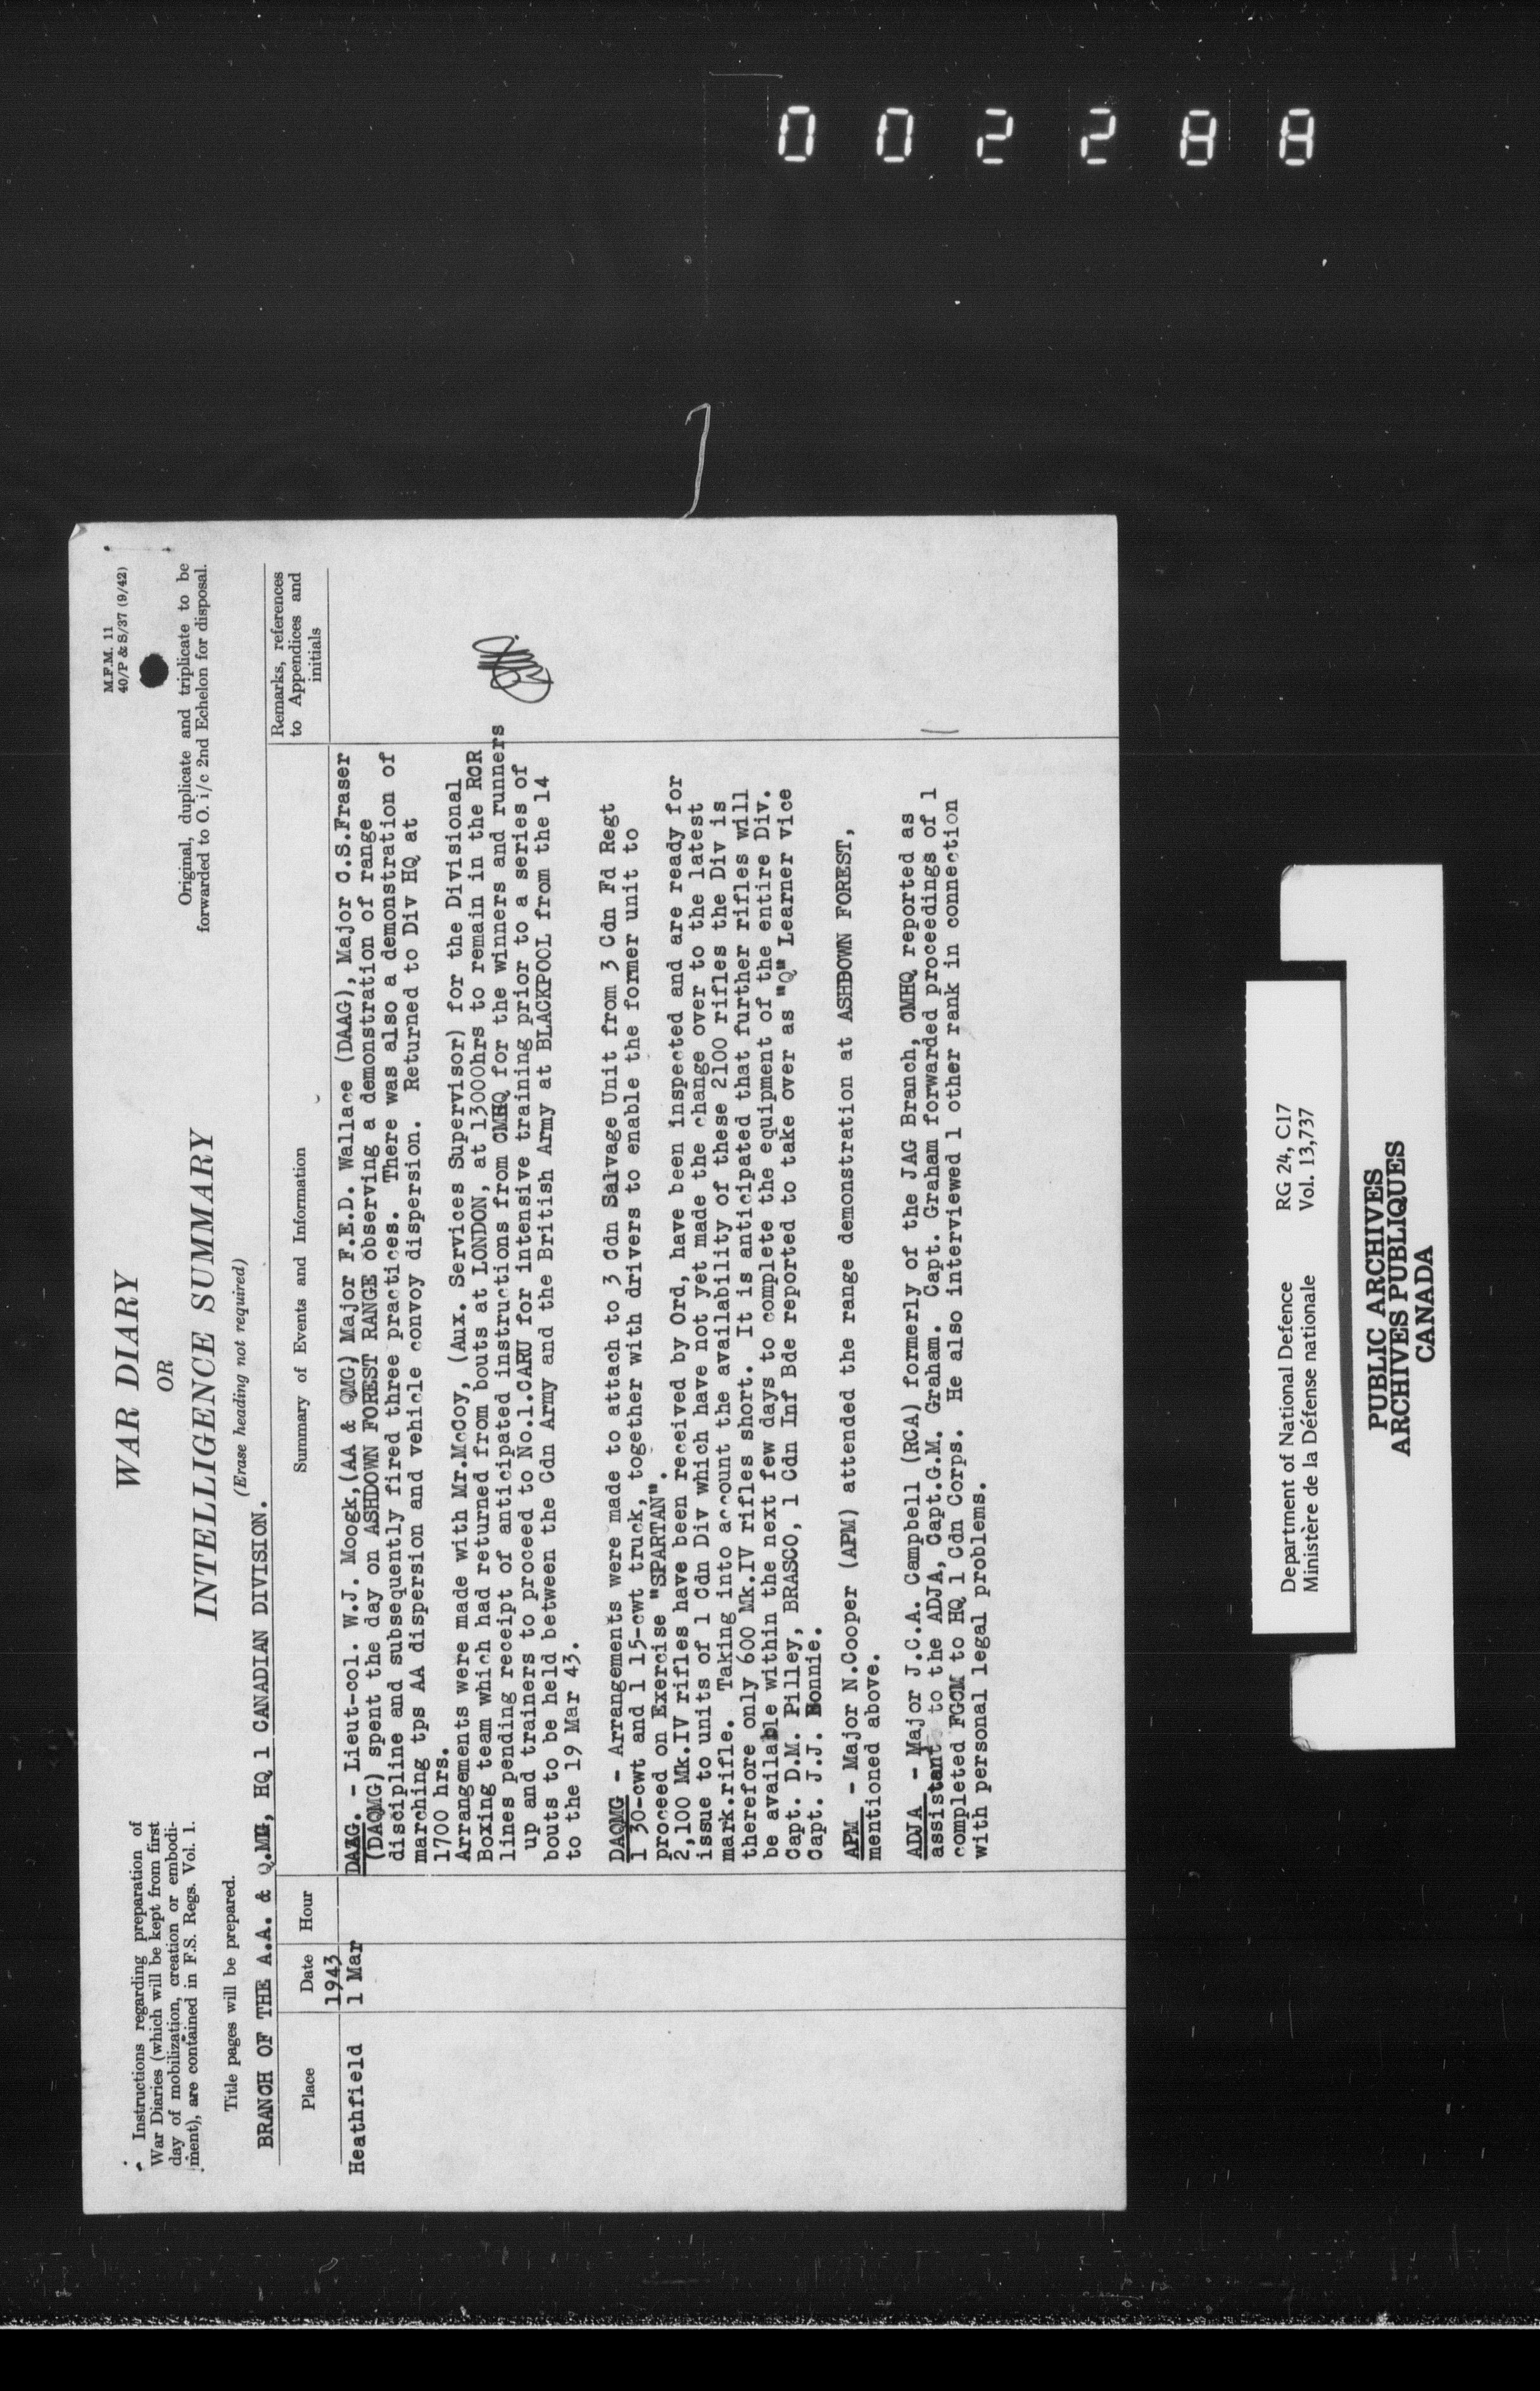 002288
Instructions regarding preparation of
War Diaries (which will be kept from first
day of mobilization, creation or embodi-
ment), are contained in F.S. Regs. Vol. 1.
Title pages will be prepared.
WAR DIARY
OR
INTELLIGENCE SUMMARY
(Erase heading not required)
M.F.M. 11
40/P & S/37 (9/42)
Original, duplicate and triplicate to be
forwarded to O. i/c 2nd Echelon for disposal.
BRANCH OF THE A.A. & Q.MG, HQ 1 CANADIAN DIVISION.
Place
Date
Hour
Summary of Events and Information
Remarks, references
to Appendices and
initials
Heathfield
1943
1 Mar
DAAG. - Lieut-col. W.J. Moogk,(AA & QMG) Major F.E.D. Wallace (DAAG), Major C.S.Fraser
(DAQMG) spent the day on ASHDOWN FOREST RANGE observing a demonstration of range
discipline and subsequently fired three practices. There was also a demonstration of
marching tps AA dispersion and vehicle convoy dispersion. Returned to Div HQ at
1700 hrs.
Arrangements were made with Mr.McCoy, (Aux. Services Supervisor) for the Divisional
Boxing team which had returned from bouts at LONDON, at 13000hrs to remain in the RCR
lines pending receipt of anticipated instructions from CMHQ for the winners and runners
up and trainers to proceed to No.1.CARU for intensive training prior to a series of
bouts to be held between the Cdn Army and the British Army at BLACKPOOL from the 14
to the 19 Mar 43.
DAQMG - Arrangements were made to attach to 3 Cdn Salvage Unit from 3 Cdn Fd Regt
1 30-cwt and 1 15-cwt truck, together with drivers to enable the former unit to
proceed on Exercise "SPARTAN".
2,100 Mk.IV rifles have been received by Ord, have been inspected and are ready for
issue to units of 1 Cdn Div which have not yet made the change over to the latest
mark.rifle. Taking into account the availability of these 2100 rifles the Div is
therefore only 600 Mk.IV rifles short. It is anticipated that further rifles will
be available within the next few days to complete the equipment of the entire Div.
Capt. D.M. Pilley, BRASCO, 1 Cdn Inf Bde reported to take over as "Q" Learner vice
Capt. J.J. Bonnie.
APM - Major N.Cooper (APM) attended the range demonstration at ASHDOWN FOREST,
mentioned above.
ADJA - Major J.C.A. Campbell (RCA) formerly of the JAG Branch, CMHQ reported as
assistant to the ADJA, Capt.G.M. Graham. Capt. Graham forwarded proceedings of 1
completed FGCM to HQ 1 Cdn Corps. He also interviewed 1 other rank in connection
with personal legal problems.
Department of National Defence RG 24, C17
Ministère de la Défense nationale Vol. 13,737
PUBLIC ARCHIVES
ARCHIVES PUBLIQUES
CANADA